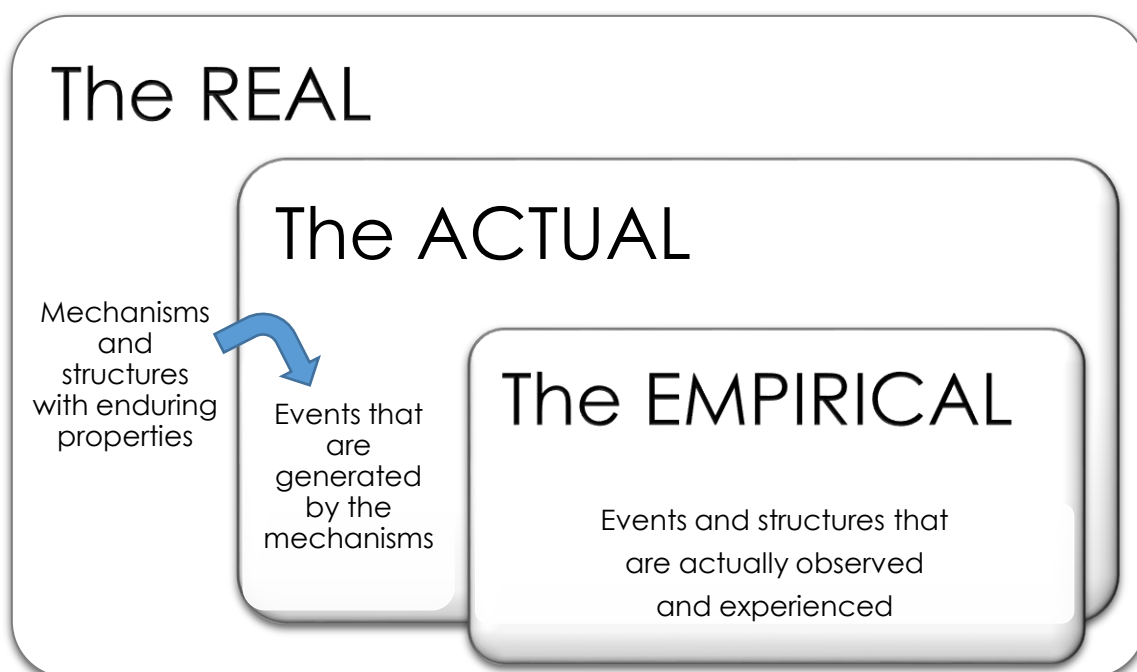 The REAL
The ACTUAL
Mechanisms
and
structures
with enduring
properties
Events that
are
generated
by the
mechanisms
The EMPIRICAL
Events and structures that
are actually observed
and experienced